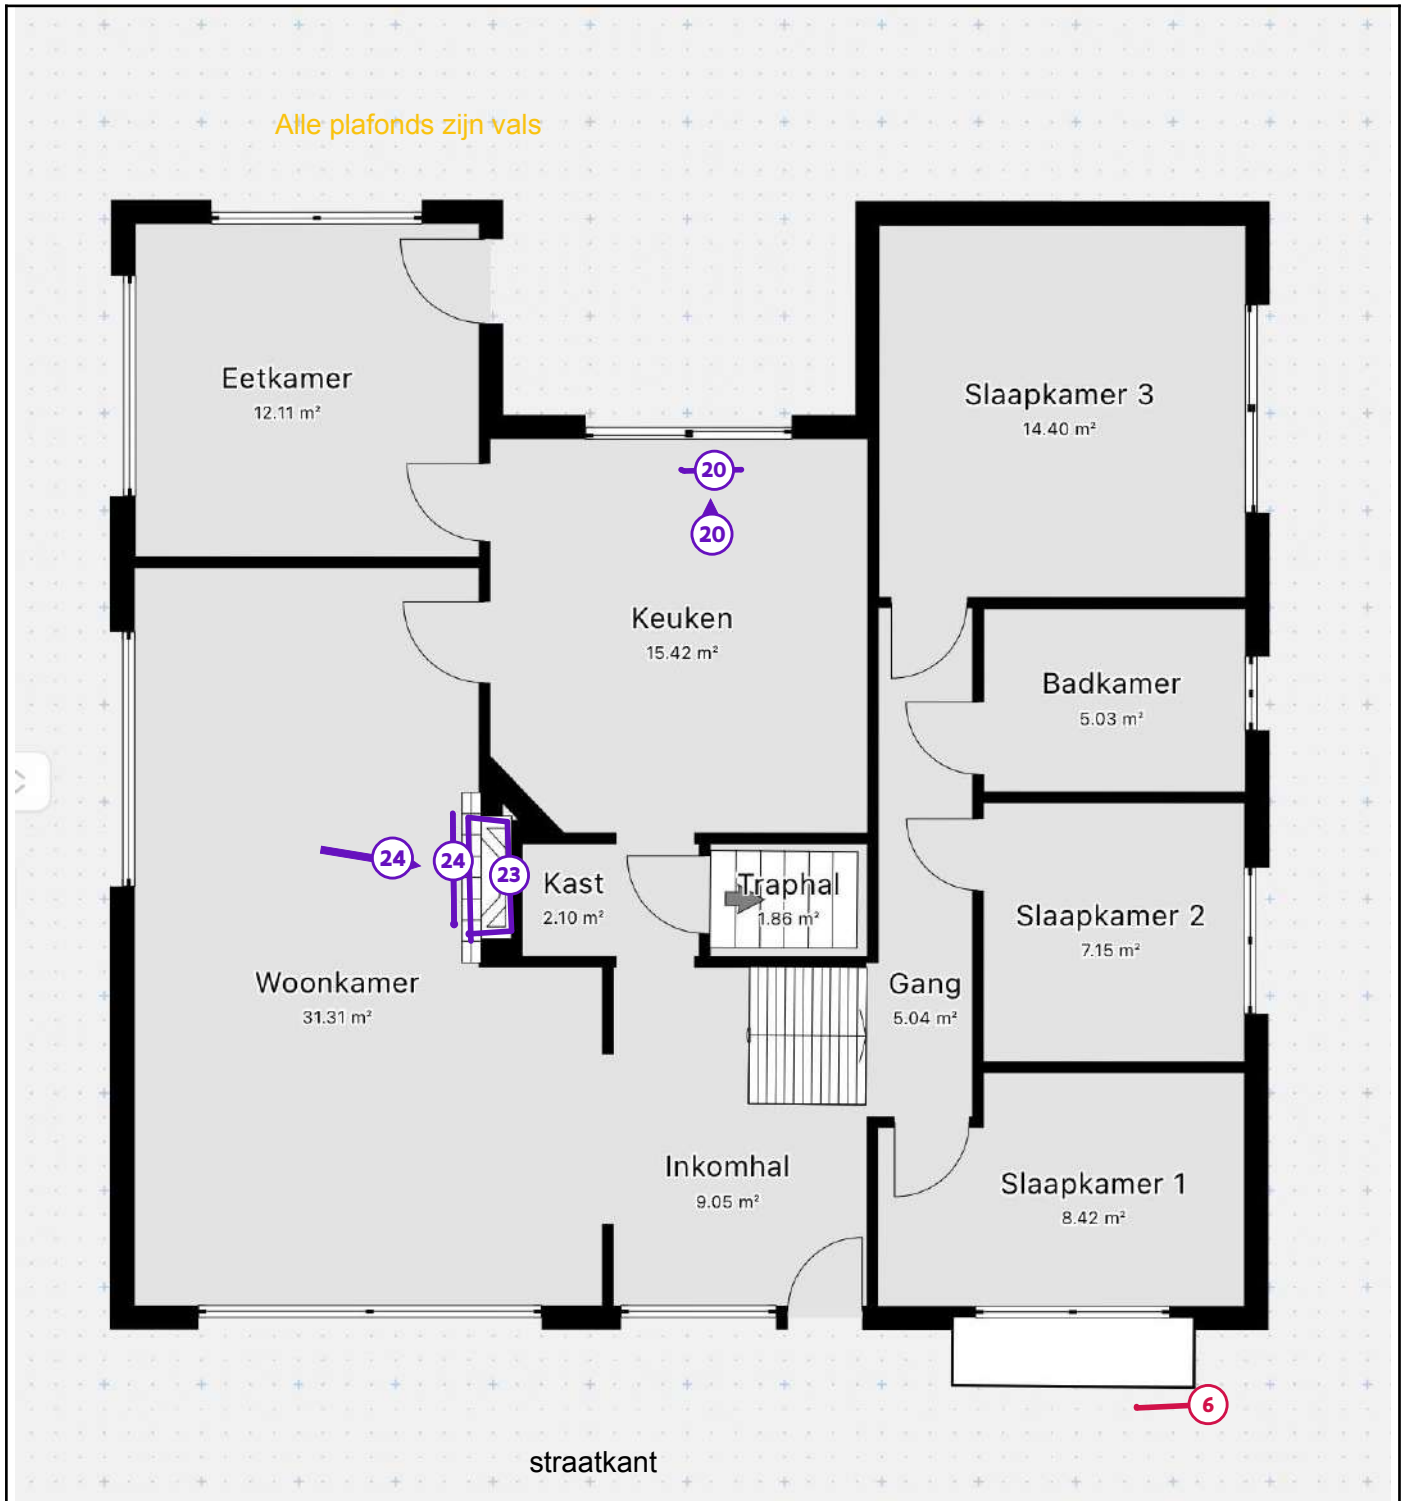 Alle plafonds zijn vals
Eetkamer
12.11 m²
Slaapkamer 3
14.40 m²
20
20
Keuken
15.42 m²
Badkamer
5.03 m²
24
24
23
Kast
2.10 m²
Traphal
1.86 m²
Slaapkamer 2
7.15 m²
Woonkamer
31.31 m²
Gang
5.04 m²
Inkomhal
9.05 m²
Slaapkamer 1
8.42 m²
6
straatkant